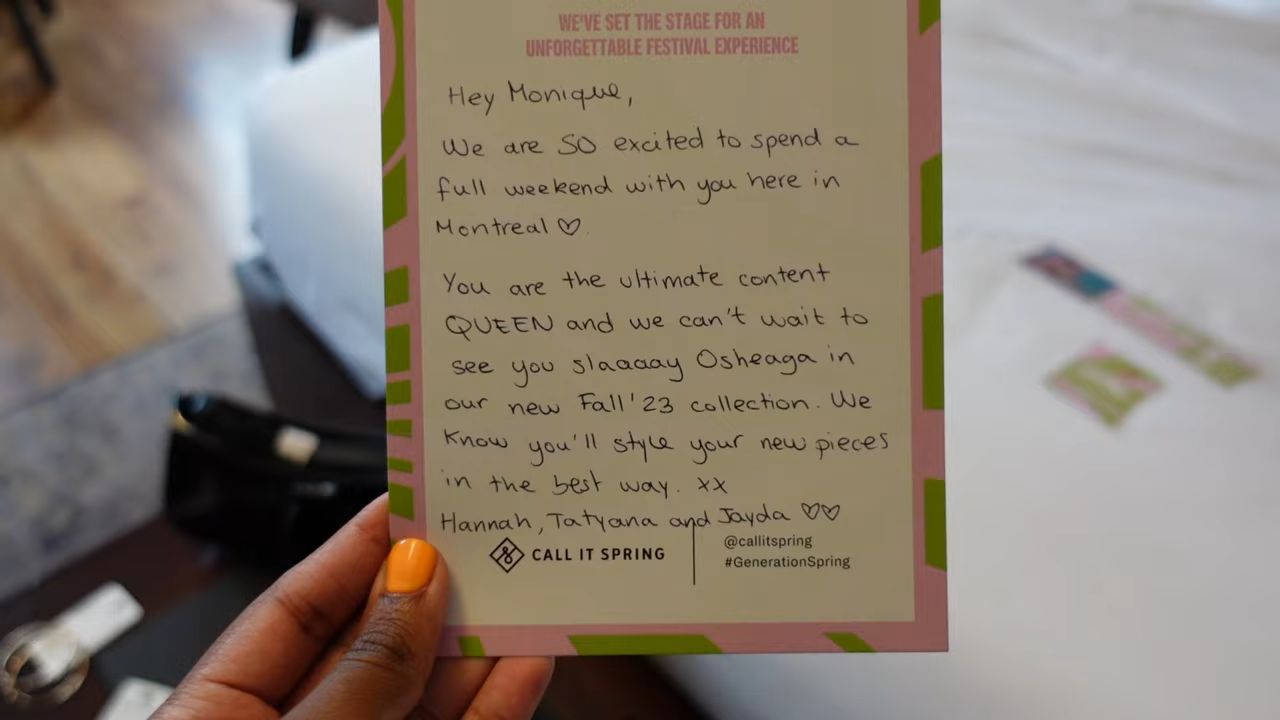 WE'VE SET THE STAGE FOR AN
UNFORGETTABLE FESTIVAL EXPERIENCE
Hey Monique,
We are SO excited to spend a
full weekend with you here in
Montreal ♡.
You are the ultimate content
QUEEN and we can't wait to
see you slaaaay Osheaga in
our new Fall '23 collection. We
Know you'll style your new pieces
in the best way. xx
Hannah, Tatyana and Jayda ♡♡
CALL IT SPRING
@callitspring
#GenerationSpring